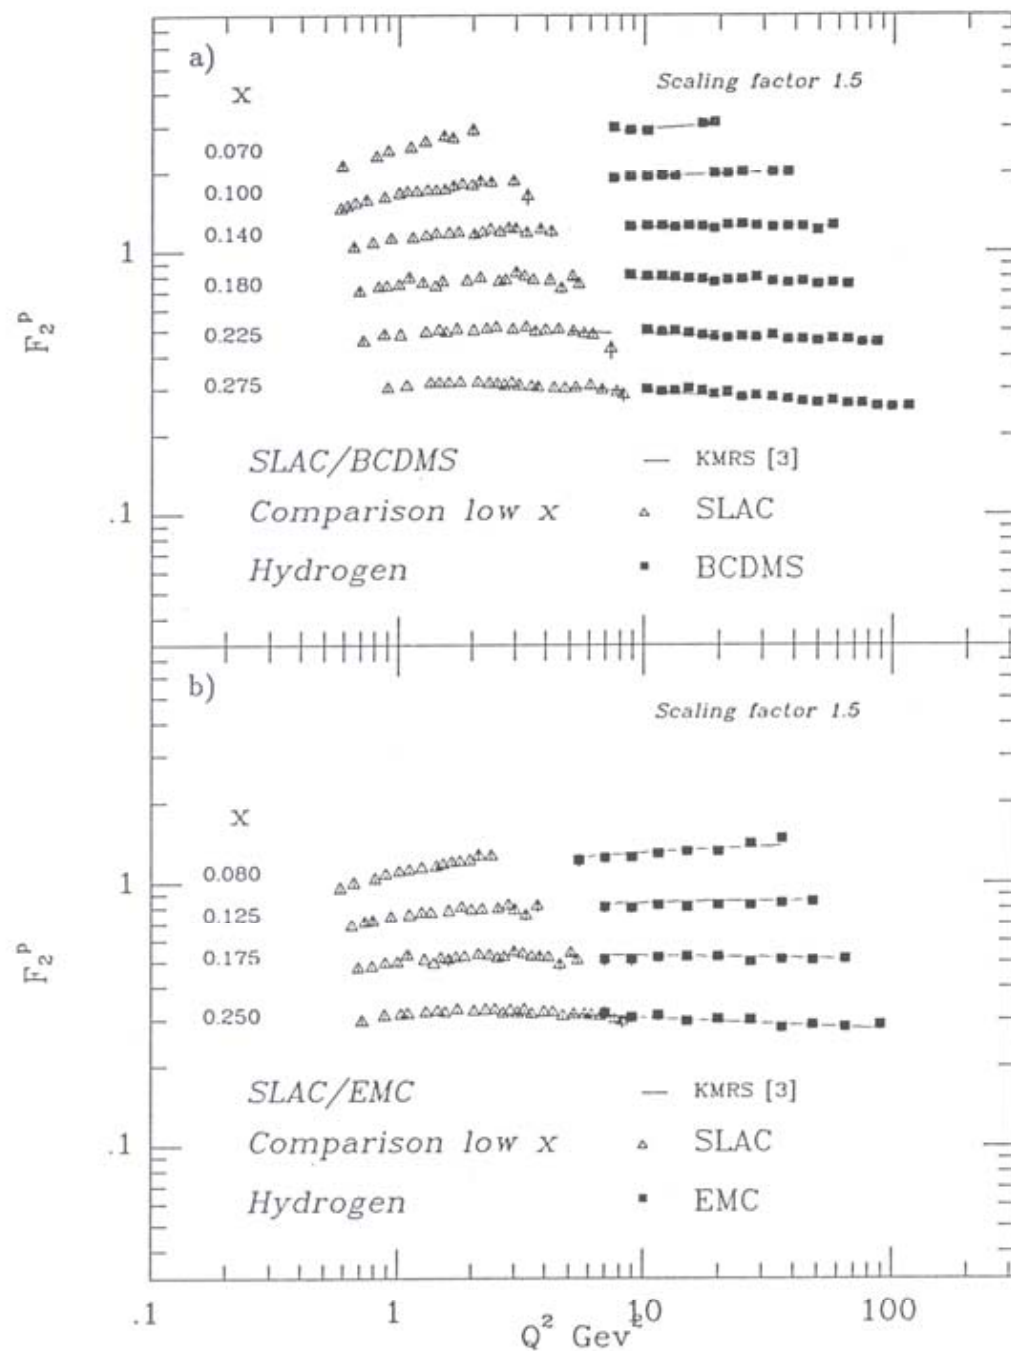 a)
Scaling factor 1.5
x
0.070
0.100
0.140
0.180
0.225
0.275
1
.1
F₂ᵖ
SLAC/BCDMS
Comparison low x
Hydrogen
— KMRS [3]
SLAC
BCDMS
b)
Scaling factor 1.5
x
0.080
0.125
0.175
0.250
1
.1
F₂ᵖ
SLAC/EMC
Comparison low x
Hydrogen
— KMRS [3]
SLAC
EMC
.1 1 10 100
Q² Gev²